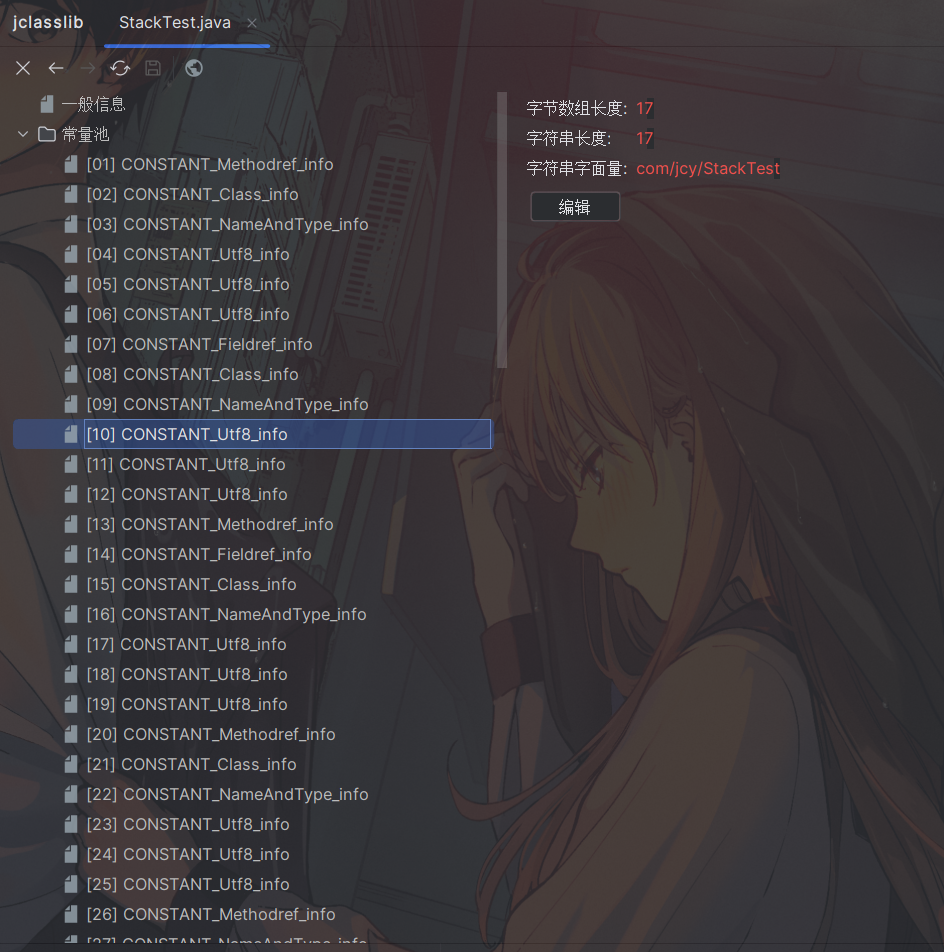 jclasslib StackTest.java
一般信息
常量池
[01] CONSTANT_Methodref_info
[02] CONSTANT_Class_info
[03] CONSTANT_NameAndType_info
[04] CONSTANT_Utf8_info
[05] CONSTANT_Utf8_info
[06] CONSTANT_Utf8_info
[07] CONSTANT_Fieldref_info
[08] CONSTANT_Class_info
[09] CONSTANT_NameAndType_info
[10] CONSTANT_Utf8_info
[11] CONSTANT_Utf8_info
[12] CONSTANT_Utf8_info
[13] CONSTANT_Methodref_info
[14] CONSTANT_Fieldref_info
[15] CONSTANT_Class_info
[16] CONSTANT_NameAndType_info
[17] CONSTANT_Utf8_info
[18] CONSTANT_Utf8_info
[19] CONSTANT_Utf8_info
[20] CONSTANT_Methodref_info
[21] CONSTANT_Class_info
[22] CONSTANT_NameAndType_info
[23] CONSTANT_Utf8_info
[24] CONSTANT_Utf8_info
[25] CONSTANT_Utf8_info
[26] CONSTANT_Methodref_info
[27] CONSTANT_NameAndType_info
字节数组长度: 17
字符串长度: 17
字符串字面量: com/jcy/StackTest
编辑